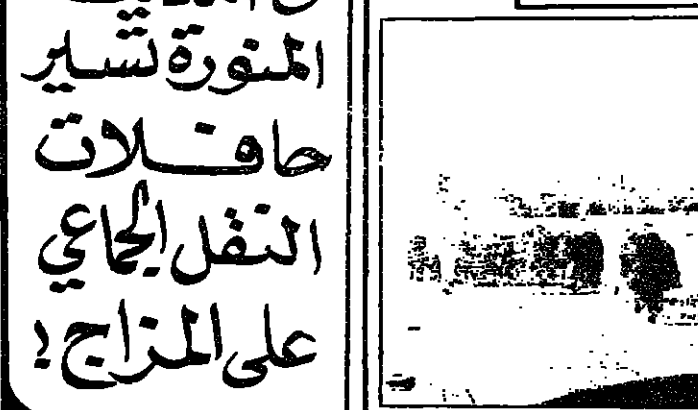 المنورة تسير
حافلات
النقل الجماعي
على المزاج !